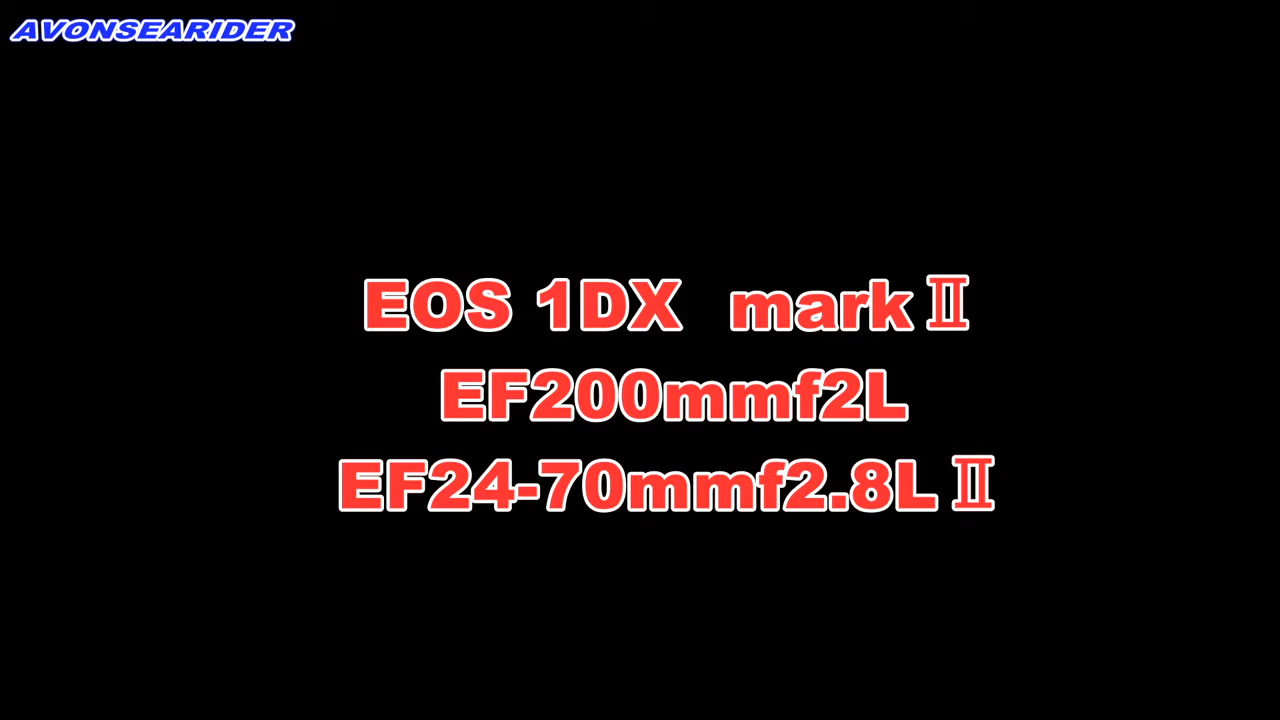 AVONSEARIDER
EOS 1DX markⅡ
EF200mmf2L
EF24-70mmf2.8LⅡ